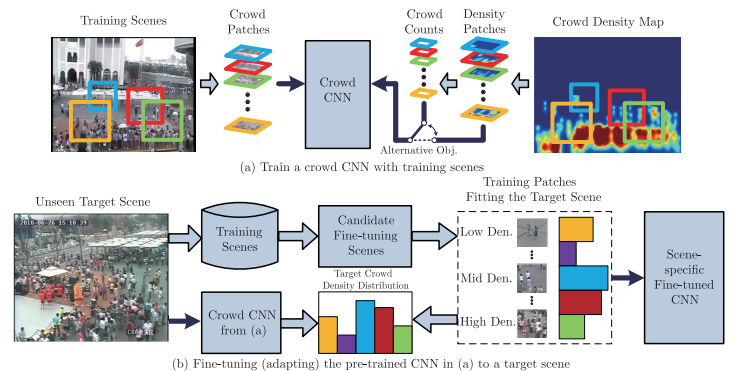 Training Scenes
Crowd
Patches
Crowd
CNN
Crowd
Counts
Density
Patches
Crowd Density Map
Alternative Obj.
(a) Train a crowd CNN with training scenes
Unseen Target Scene
2010-06-26 15:18:39
Training
Scenes
Candidate
Fine-tuning
Scenes
Training Patches
Fitting the Target Scene
Low Den.
Mid Den.
High Den.
Scene-
specific
Fine-tuned
CNN
Crowd CNN
from (a)
Target Crowd
Density Distribution
(b) Fine-tuning (adapting) the pre-trained CNN in (a) to a target scene